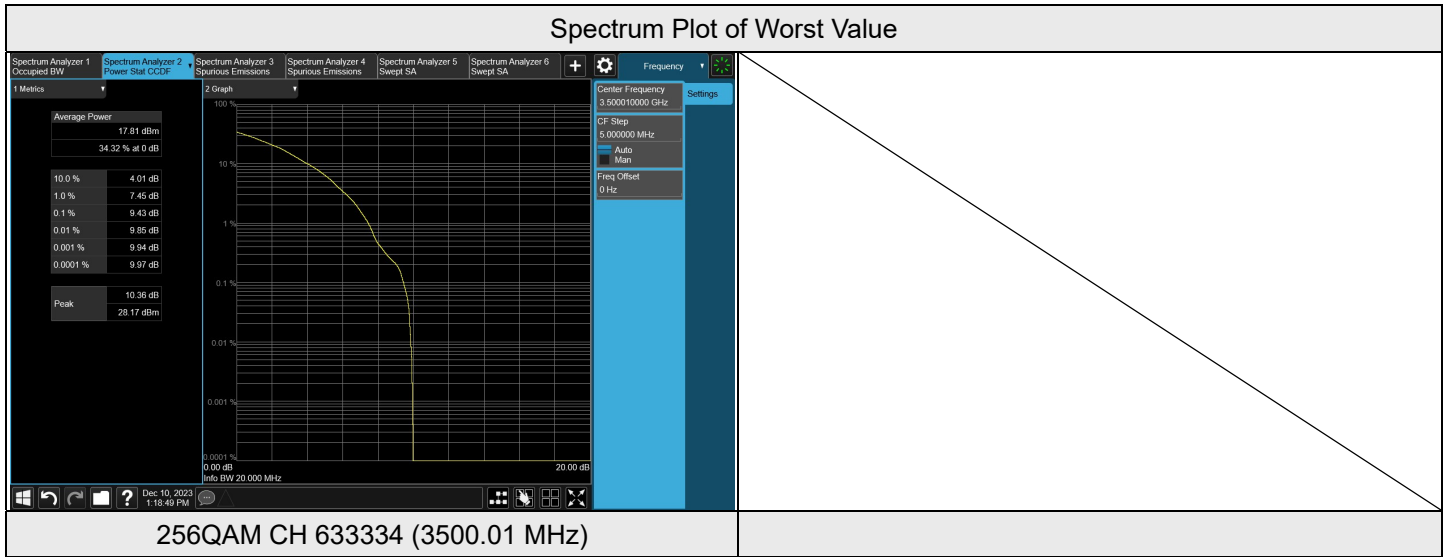 Spectrum Plot of Worst Value
Spectrum Analyzer 1
Occupied BW
Spectrum Analyzer 2
Power Stat CCDF
Spectrum Analyzer 3
Spurious Emissions
Spectrum Analyzer 4
Spurious Emissions
Spectrum Analyzer 5
Swept SA
Spectrum Analyzer 6
Swept SA
+
Frequency
1 Metrics
2 Graph
Average Power
17.81 dBm
34.32 % at 0 dB
10.0 % 4.01 dB
1.0 % 7.45 dB
0.1 % 9.43 dB
0.01 % 9.85 dB
0.001 % 9.94 dB
0.0001 % 9.97 dB
Peak
10.36 dB
28.17 dBm
100 %
10 %
1 %
0.1 %
0.01 %
0.001 %
0.0001 %
0.00 dB 20.00 dB
Info BW 20.000 MHz
Center Frequency
3.500010000 GHz
Settings
CF Step
5.000000 MHz
Auto
Man
Freq Offset
0 Hz
?
Dec 10, 2023
1:18:49 PM
256QAM CH 633334 (3500.01 MHz)